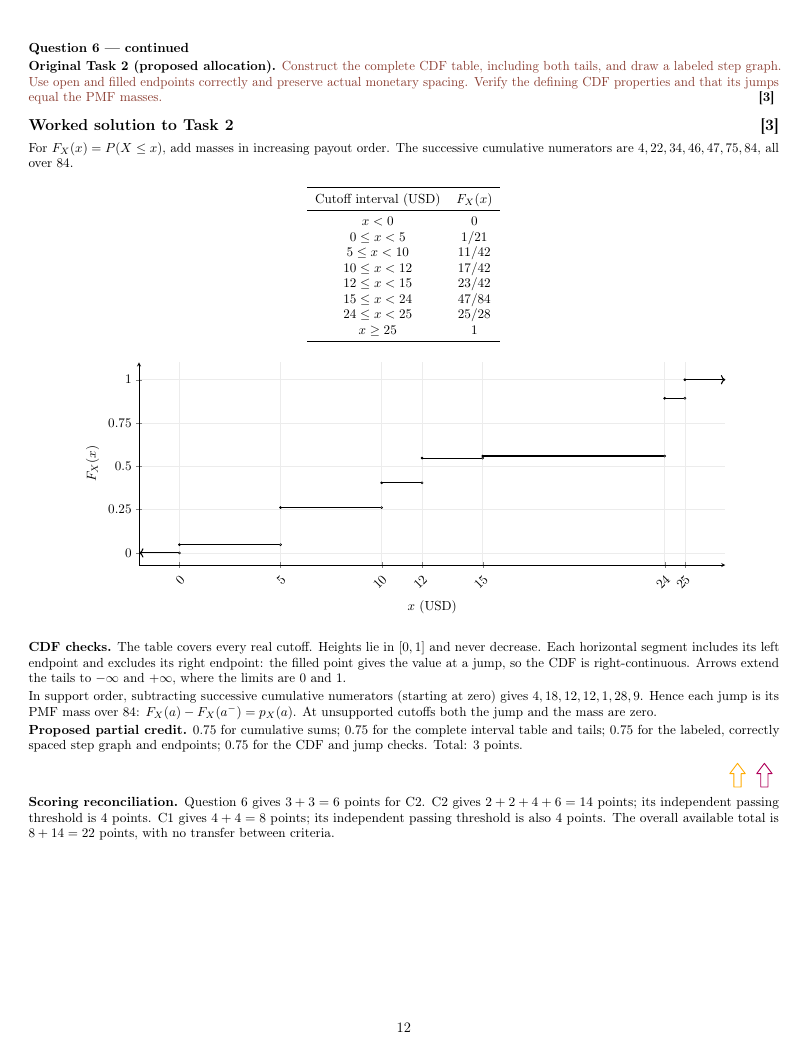 Question 6 — continued
Original Task 2 (proposed allocation). Construct the complete CDF table, including both tails, and draw a labeled step graph.
Use open and filled endpoints correctly and preserve actual monetary spacing. Verify the defining CDF properties and that its jumps
equal the PMF masses. [3]
Worked solution to Task 2 [3]
For F_X(x) = P(X ≤ x), add masses in increasing payout order. The successive cumulative numerators are 4, 22, 34, 46, 47, 75, 84, all
over 84.
Cutoff interval (USD) F_X(x)
x < 0 0
0 ≤ x < 5 1/21
5 ≤ x < 10 11/42
10 ≤ x < 12 17/42
12 ≤ x < 15 23/42
15 ≤ x < 24 47/84
24 ≤ x < 25 25/28
x ≥ 25 1
1
0.75
0.5
0.25
0
F_X(x)
0 5 10 12 15 24 25
x (USD)
CDF checks. The table covers every real cutoff. Heights lie in [0, 1] and never decrease. Each horizontal segment includes its left
endpoint and excludes its right endpoint: the filled point gives the value at a jump, so the CDF is right-continuous. Arrows extend
the tails to −∞ and +∞, where the limits are 0 and 1.
In support order, subtracting successive cumulative numerators (starting at zero) gives 4, 18, 12, 12, 1, 28, 9. Hence each jump is its
PMF mass over 84: F_X(a) − F_X(a⁻) = p_X(a). At unsupported cutoffs both the jump and the mass are zero.
Proposed partial credit. 0.75 for cumulative sums; 0.75 for the complete interval table and tails; 0.75 for the labeled, correctly
spaced step graph and endpoints; 0.75 for the CDF and jump checks. Total: 3 points.
Scoring reconciliation. Question 6 gives 3 + 3 = 6 points for C2. C2 gives 2 + 2 + 4 + 6 = 14 points; its independent passing
threshold is 4 points. C1 gives 4 + 4 = 8 points; its independent passing threshold is also 4 points. The overall available total is
8 + 14 = 22 points, with no transfer between criteria.
12